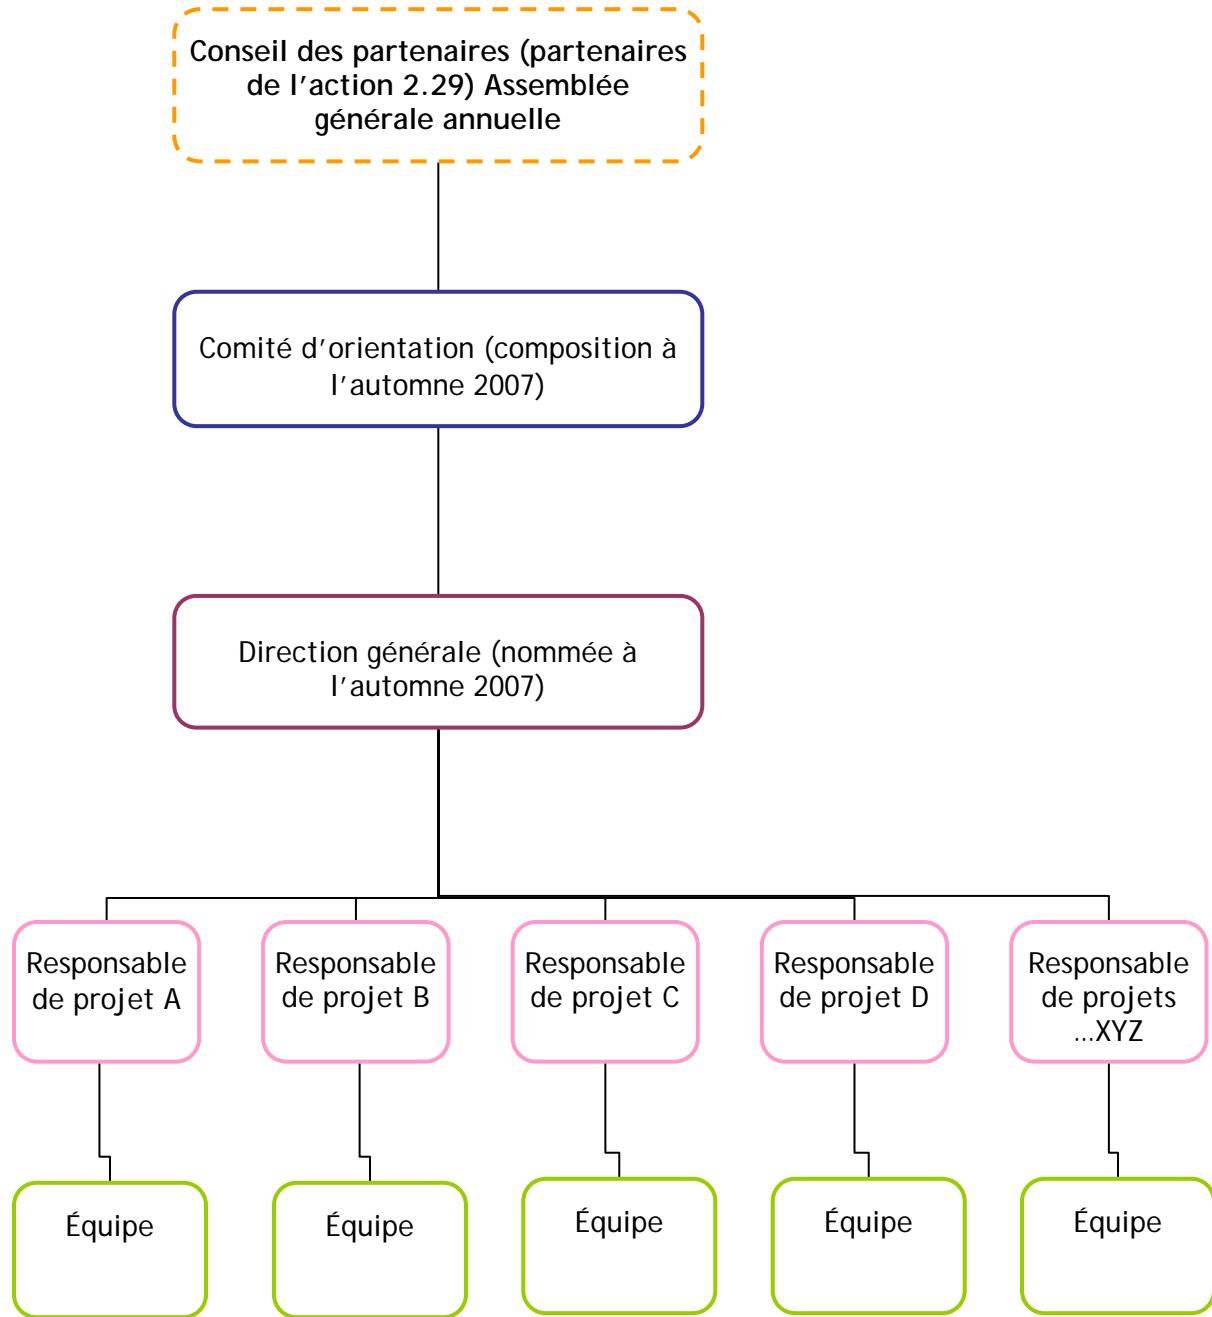 Conseil des partenaires (partenaires
de l’action 2.29) Assemblée
générale annuelle
Comité d’orientation (composition à
l’automne 2007)
Direction générale (nommée à
l’automne 2007)
Responsable
de projet A
Responsable
de projet B
Responsable
de projet C
Responsable
de projet D
Responsable
de projets
...XYZ
Équipe
Équipe
Équipe
Équipe
Équipe